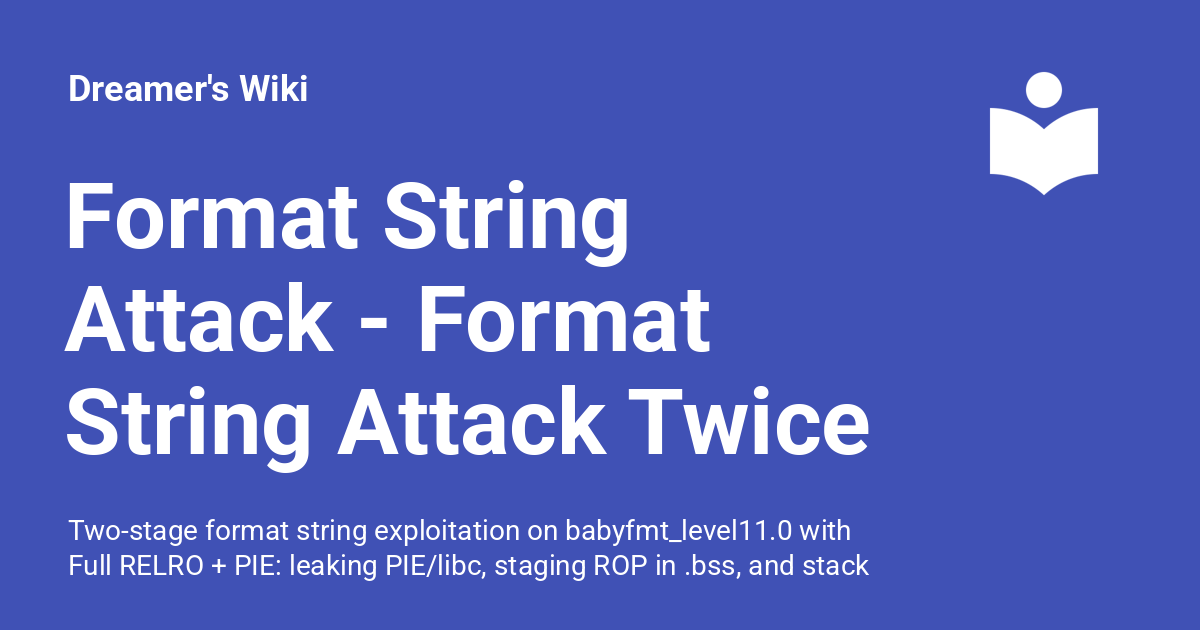 Dreamer's Wiki
Format String
Attack - Format
String Attack Twice
Two-stage format string exploitation on babyfmt_level11.0 with
Full RELRO + PIE: leaking PIE/libc, staging ROP in .bss, and stack